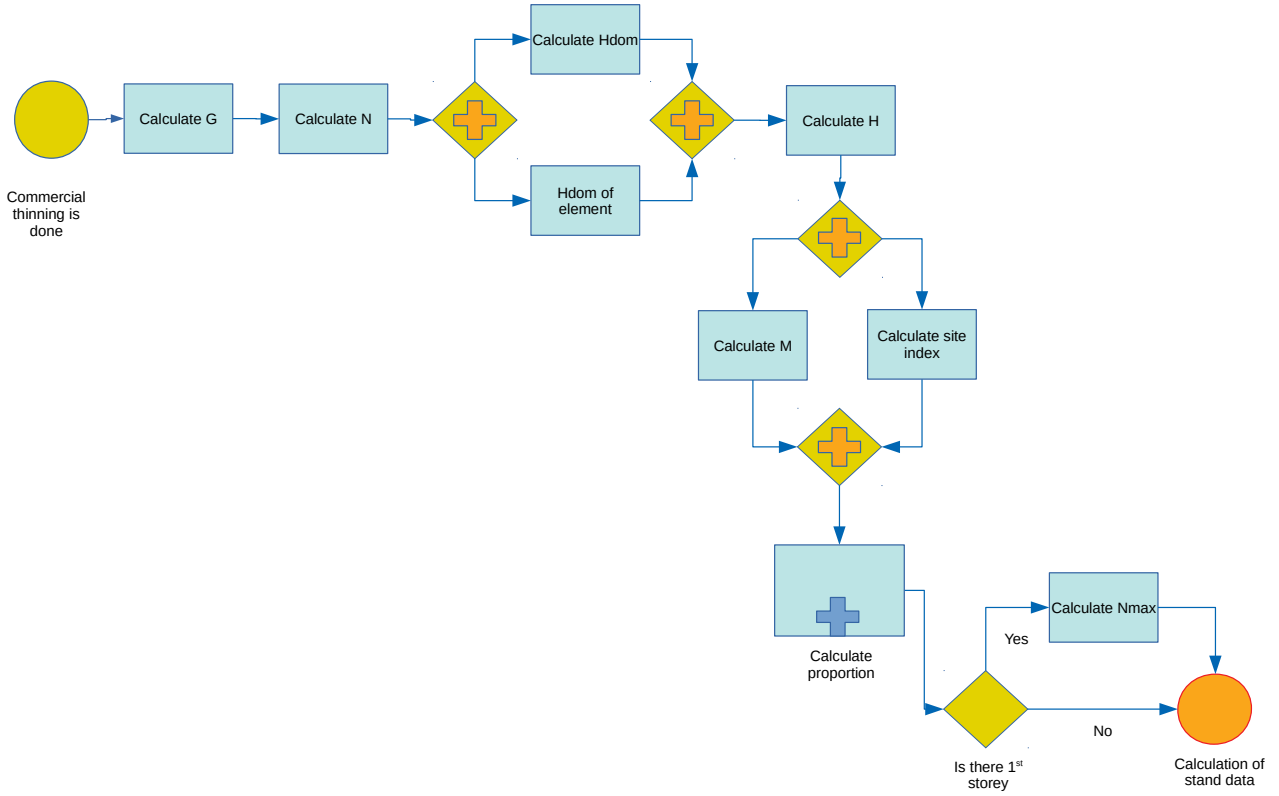 Calculate Hdom
Calculate G
Calculate N
Calculate H
Commercial
thinning is
done
Hdom of
element
Calculate M
Calculate site
index
Calculate
proportion
Calculate Nmax
Yes
No
Is there 1st
storey
Calculation of
stand data